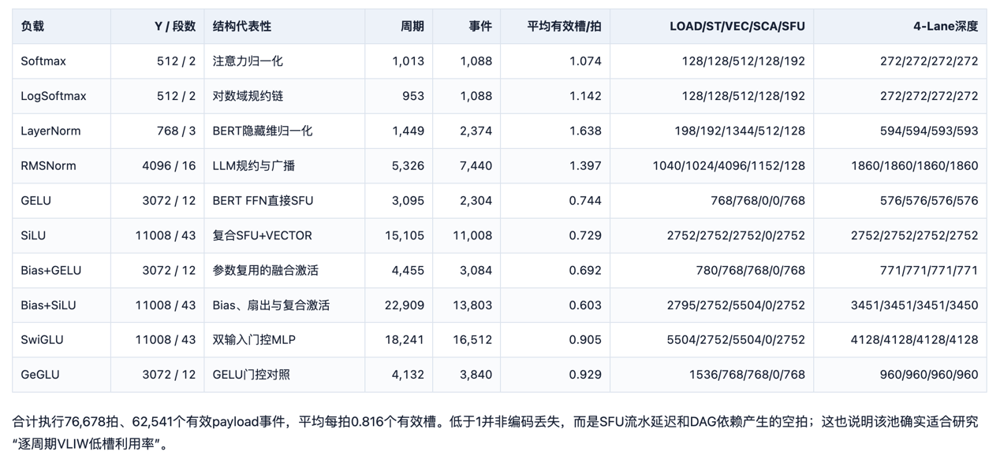 负载 Y / 段数 结构代表性 周期 事件 平均有效槽/拍 LOAD/ST/VEC/SCA/SFU 4-Lane深度
Softmax 512 / 2 注意力归一化 1,013 1,088 1.074 128/128/512/128/192 272/272/272/272
LogSoftmax 512 / 2 对数域规约链 953 1,088 1.142 128/128/512/128/192 272/272/272/272
LayerNorm 768 / 3 BERT隐藏维归一化 1,449 2,374 1.638 198/192/1344/512/128 594/594/593/593
RMSNorm 4096 / 16 LLM规约与广播 5,326 7,440 1.397 1040/1024/4096/1152/128 1860/1860/1860/1860
GELU 3072 / 12 BERT FFN直接SFU 3,095 2,304 0.744 768/768/0/0/768 576/576/576/576
SiLU 11008 / 43 复合SFU+VECTOR 15,105 11,008 0.729 2752/2752/2752/0/2752 2752/2752/2752/2752
Bias+GELU 3072 / 12 参数复用的融合激活 4,455 3,084 0.692 780/768/768/0/768 771/771/771/771
Bias+SiLU 11008 / 43 Bias、扇出与复合激活 22,909 13,803 0.603 2795/2752/5504/0/2752 3451/3451/3451/3450
SwiGLU 11008 / 43 双输入门控MLP 18,241 16,512 0.905 5504/2752/5504/0/2752 4128/4128/4128/4128
GeGLU 3072 / 12 GELU门控对照 4,132 3,840 0.929 1536/768/768/0/768 960/960/960/960
合计执行76,678拍、62,541个有效payload事件，平均每拍0.816个有效槽。低于1并非编码丢失，而是SFU流水延迟和DAG依赖产生的空拍；这也说明该池确实适合研究
“逐周期VLIW低槽利用率”。